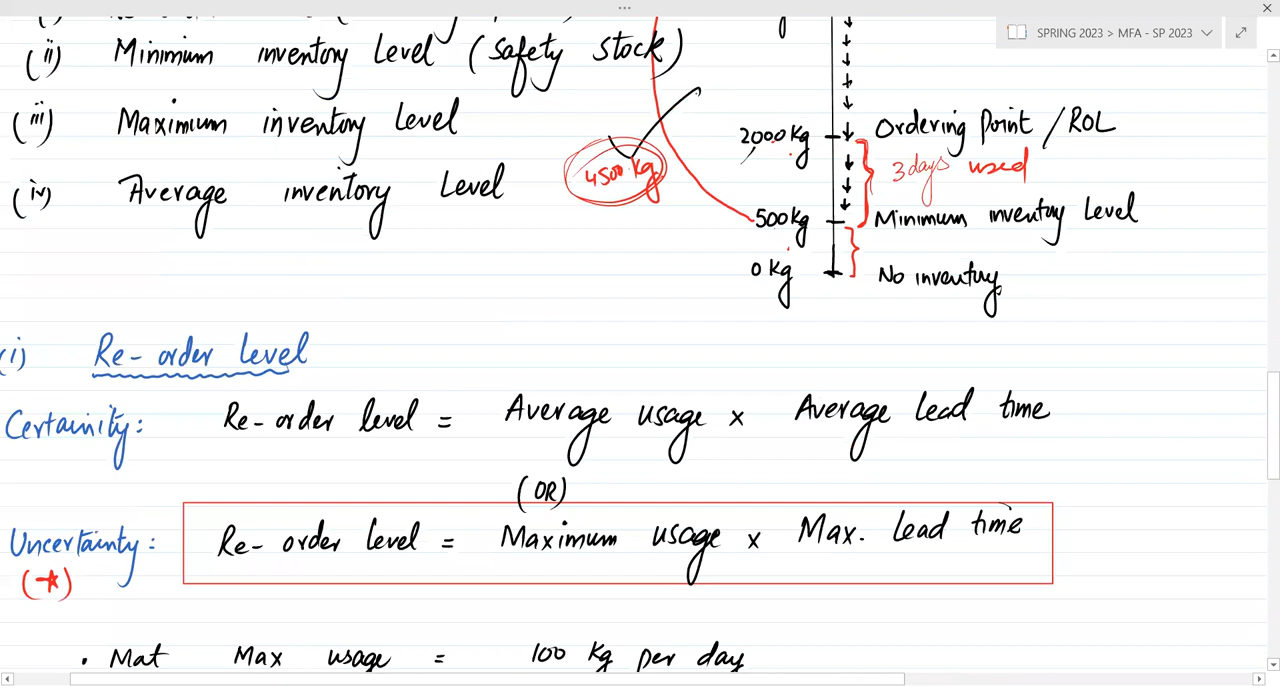 SPRING 2023 > MFA - SP 2023
(ii) Minimum inventory Level (safety stock)
(iii) Maximum inventory Level
(iv) Average inventory Level
4500 kg
2000 kg Ordering Point / ROL
3 days used
500 kg Minimum inventory Level
0 kg No inventory
(i) Re-order level
Certainity: Re-order level = Average usage x Average lead time
(OR)
Uncertainty: Re-order level = Maximum usage x Max. Lead time
(★)
• Mat Max usage = 100 kg per day